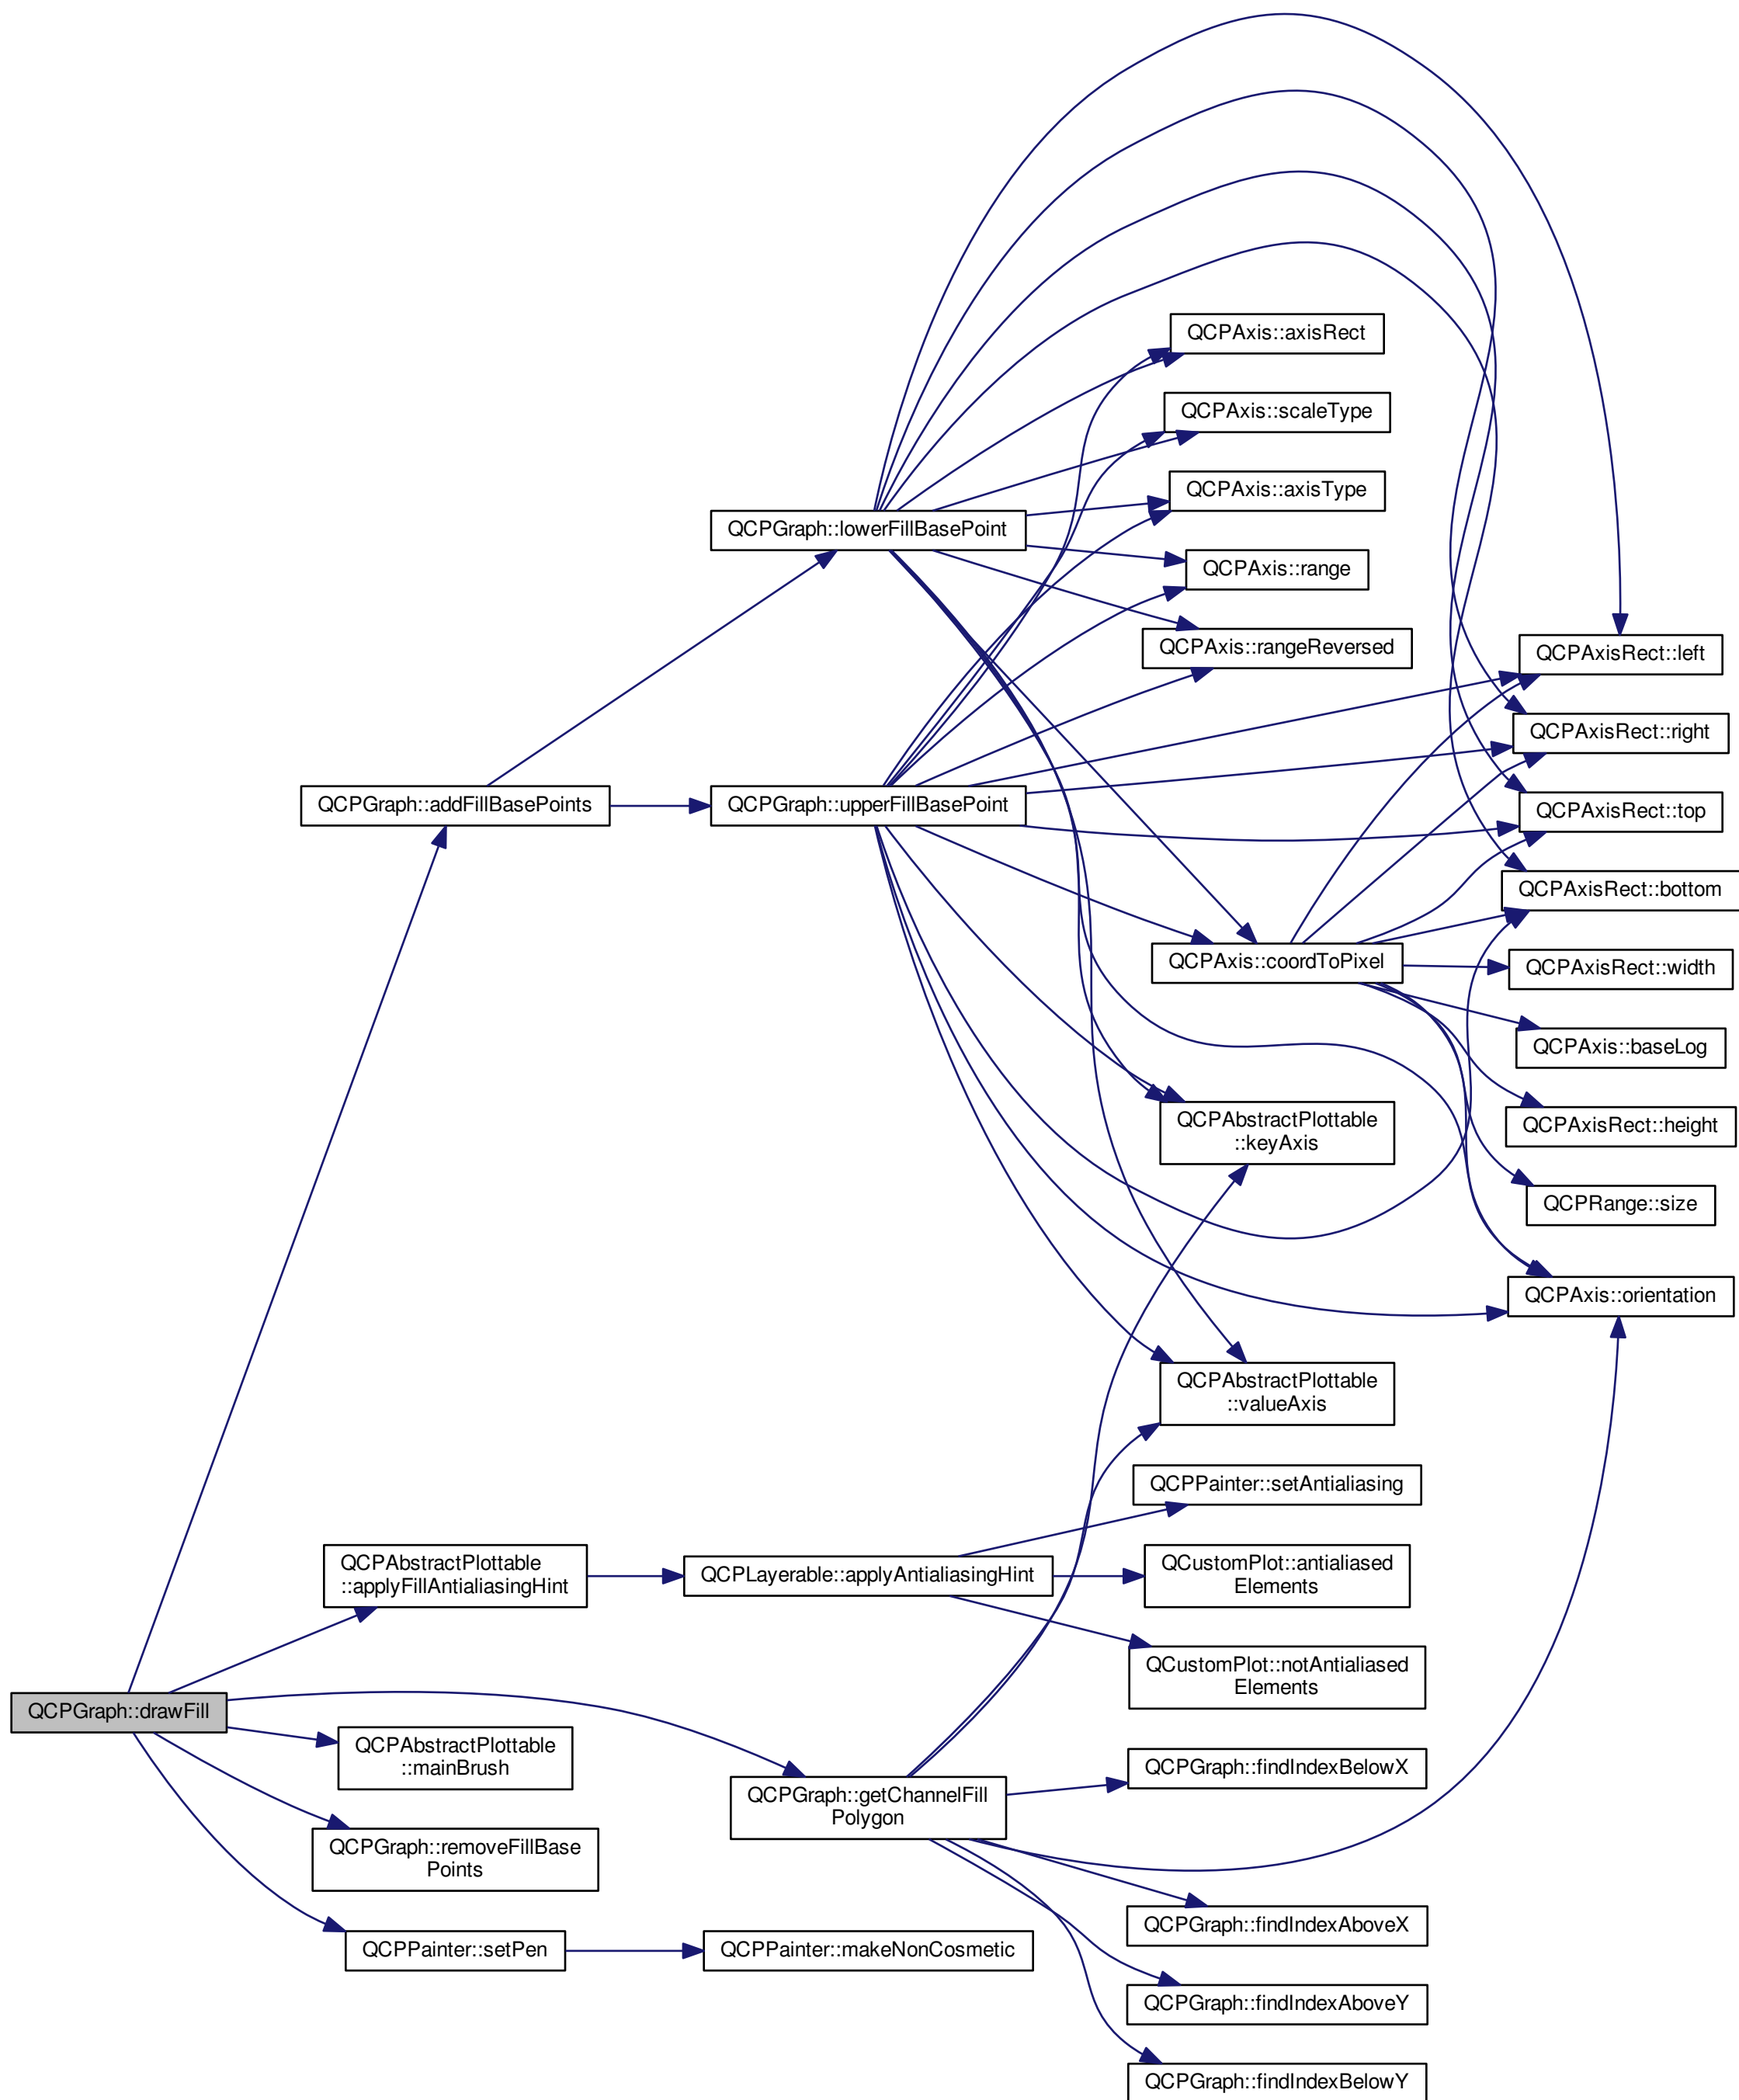 QCPAxis::axisRect
QCPAxis::scaleType
QCPAxis::axisType
QCPGraph::lowerFillBasePoint
QCPAxis::range
QCPAxis::rangeReversed
QCPAxisRect::left
QCPAxisRect::right
QCPGraph::addFillBasePoints
QCPGraph::upperFillBasePoint
QCPAxisRect::top
QCPAxisRect::bottom
QCPAxis::coordToPixel
QCPAxisRect::width
QCPAxis::baseLog
QCPAbstractPlottable
::keyAxis
QCPAxisRect::height
QCPRange::size
QCPAxis::orientation
QCPAbstractPlottable
::valueAxis
QCPPainter::setAntialiasing
QCPAbstractPlottable
::applyFillAntialiasingHint
QCPLayerable::applyAntialiasingHint
QCustomPlot::antialiased
Elements
QCustomPlot::notAntialiased
Elements
QCPGraph::drawFill
QCPAbstractPlottable
::mainBrush
QCPGraph::findIndexBelowX
QCPGraph::getChannelFill
Polygon
QCPGraph::removeFillBase
Points
QCPGraph::findIndexAboveX
QCPPainter::setPen
QCPPainter::makeNonCosmetic
QCPGraph::findIndexAboveY
QCPGraph::findIndexBelowY